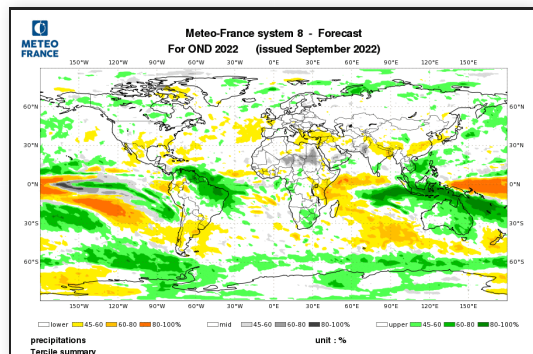 Meteo-France system 8 - Forecast
METEO
FRANCE
For OND 2022 (issued September 2022)
150°W 120°W 90°W 60°W 30°W 0°E 30°E 60°E 90°E 120°E 150°E
60°N 60°N
30°N 30°N
0°N 0°N
30°S 30°S
60°S 60°S
150°W 120°W 90°W 60°W 30°W 0°E 30°E 60°E 90°E 120°E 150°E
lower 45-60 60-80 80-100% mid 45-60 60-80 80-100% upper 45-60 60-80 80-100%
precipitations unit : %
Tercile summary